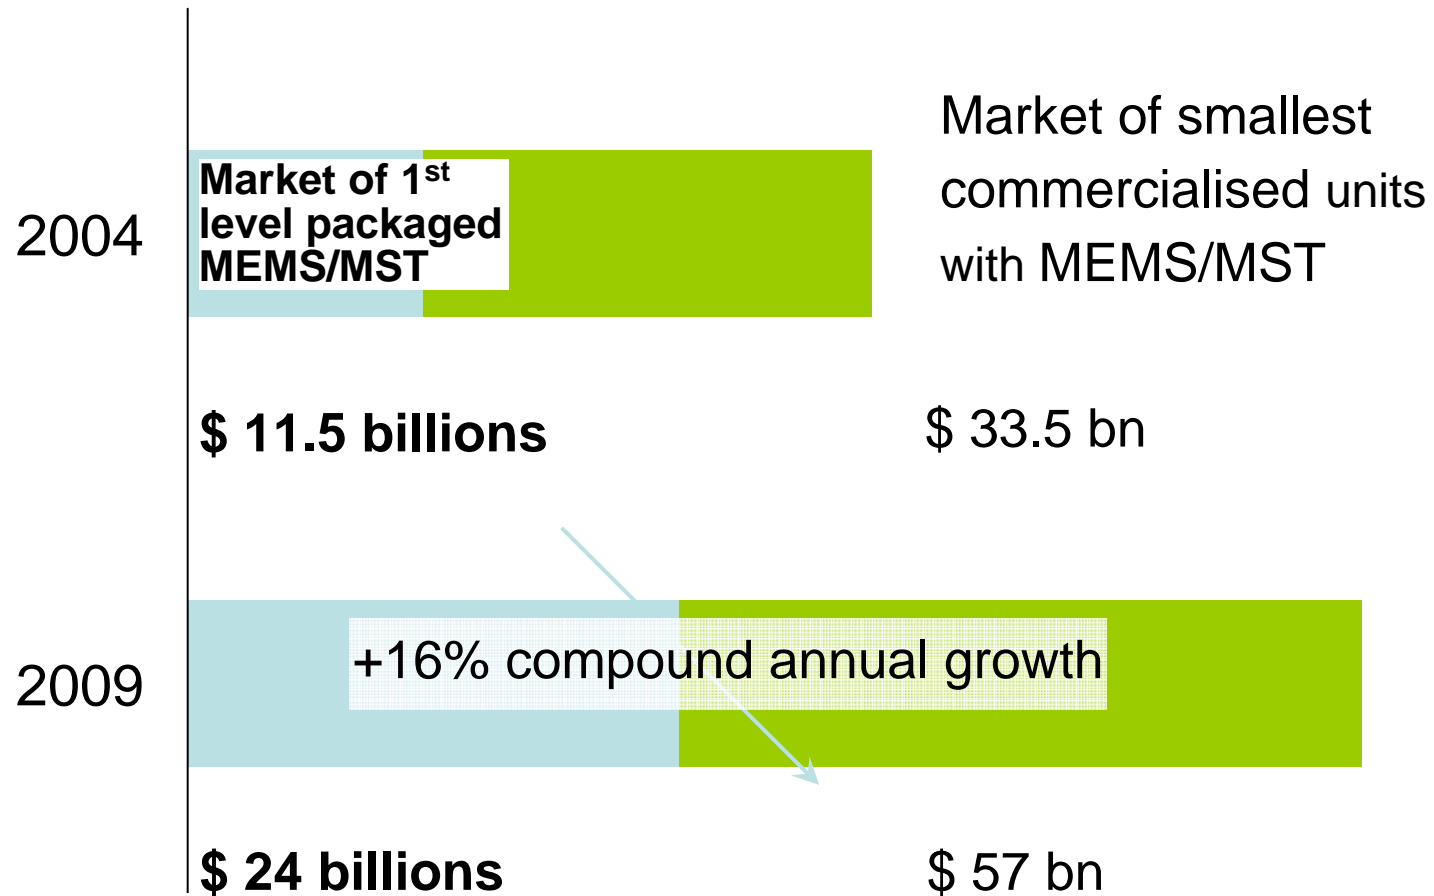 Market of smallest
commercialised units
with MEMS/MST
Market of 1st
level packaged
MEMS/MST
2004
$ 11.5 billions
$ 33.5 bn
+16% compound annual growth
2009
$ 24 billions
$ 57 bn